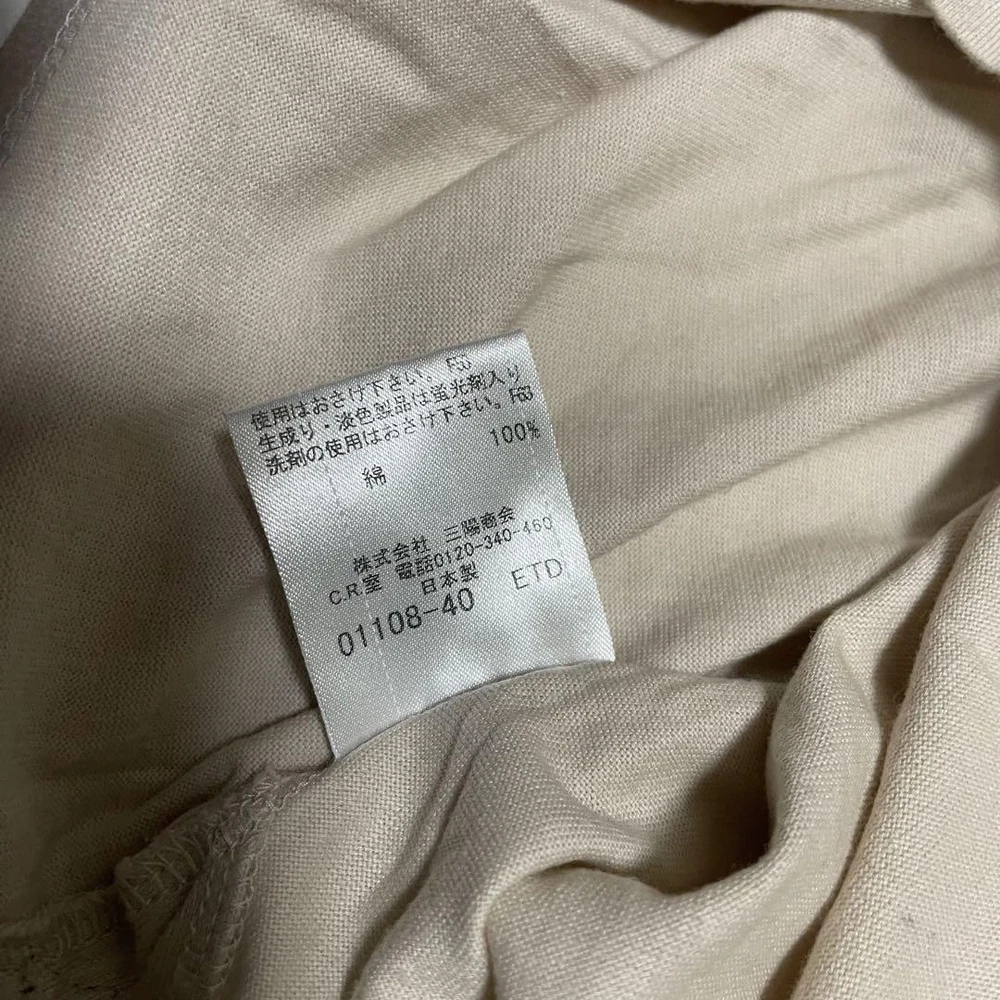 使用はおさけ下さい。F63
生成り・淡色製品は蛍光剤入り
洗剤の使用はおさけ下さい。F63
綿 100%
株式会社 三陽商会
C.R.室 電話0120-340-460
日本製 ETD
01108-40